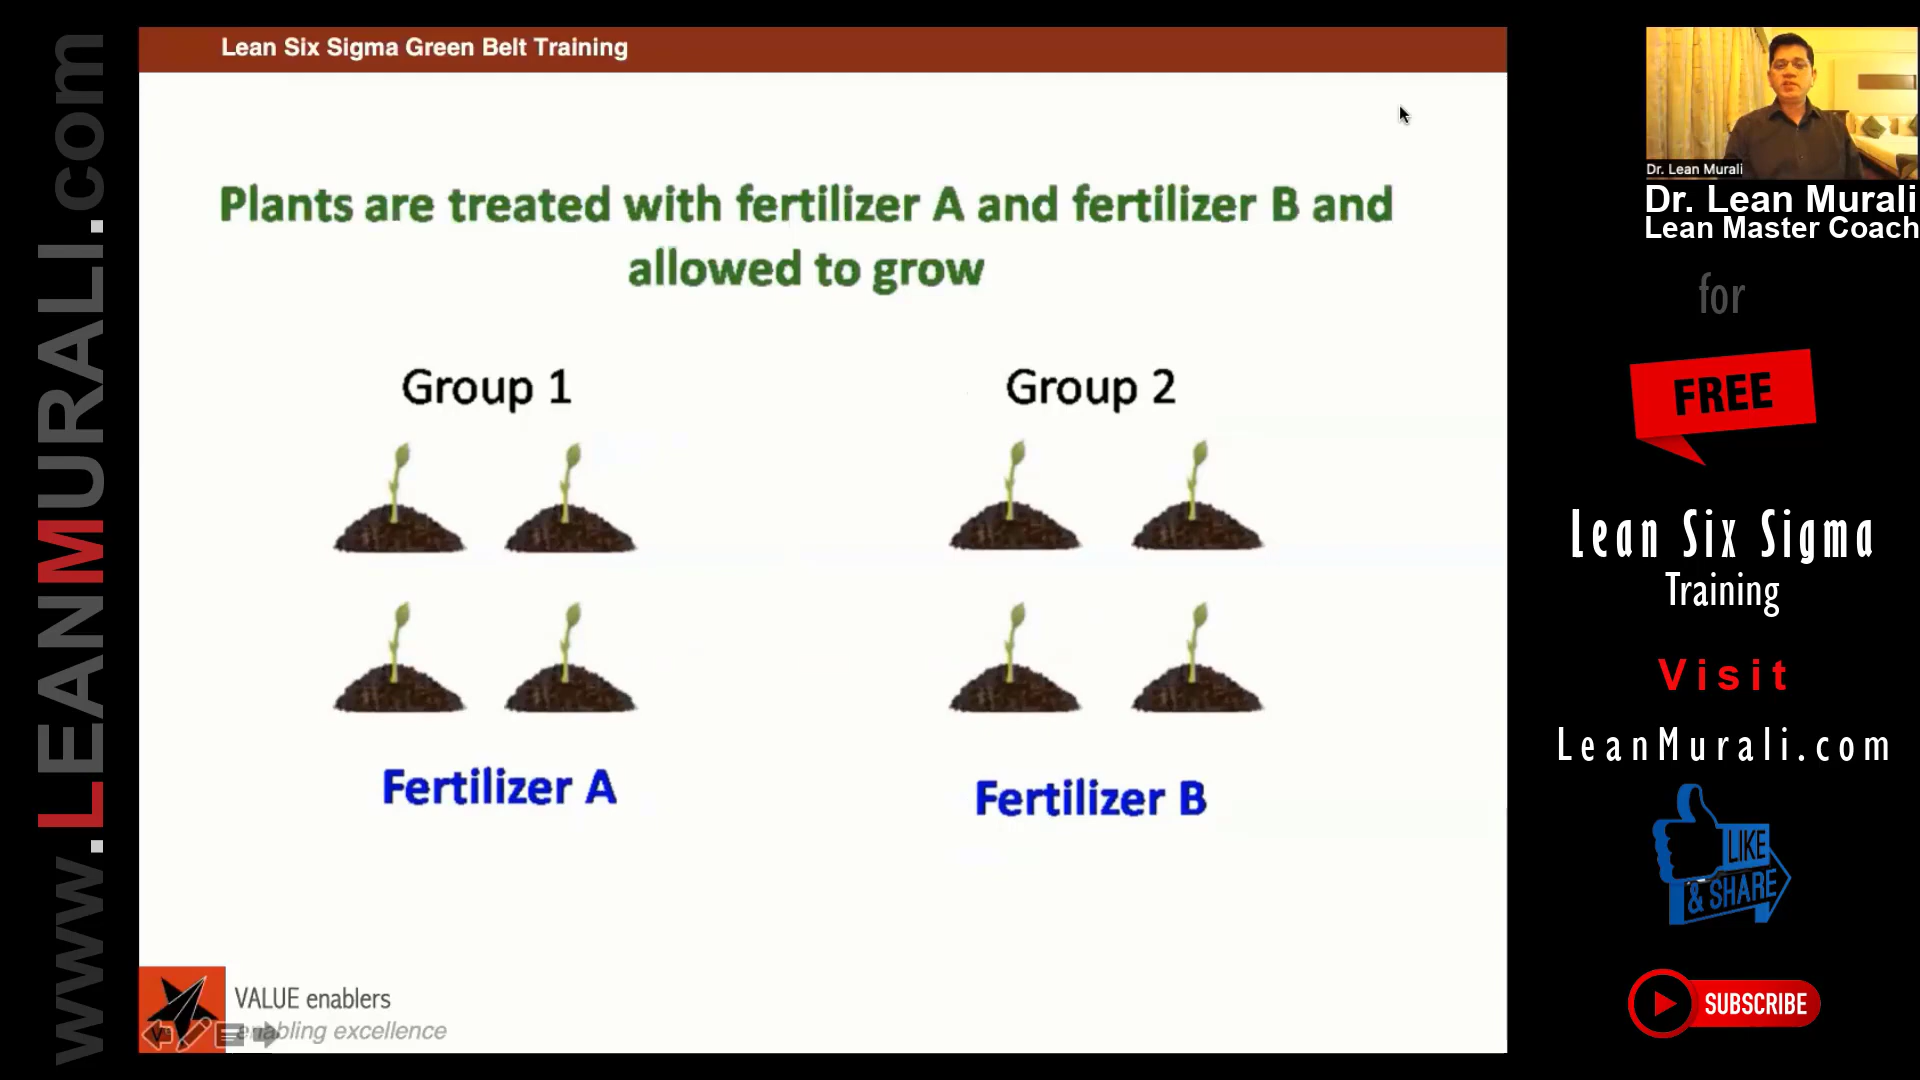 www.LEANMURALI.com
Lean Six Sigma Green Belt Training
Plants are treated with fertilizer A and fertilizer B and
allowed to grow
Group 1
Group 2
Fertilizer A
Fertilizer B
VALUE enablers
enabling excellence
Dr. Lean Murali
Dr. Lean Murali
Lean Master Coach
for
FREE
Lean Six Sigma
Training
Visit
LeanMurali.com
LIKE
& SHARE
SUBSCRIBE